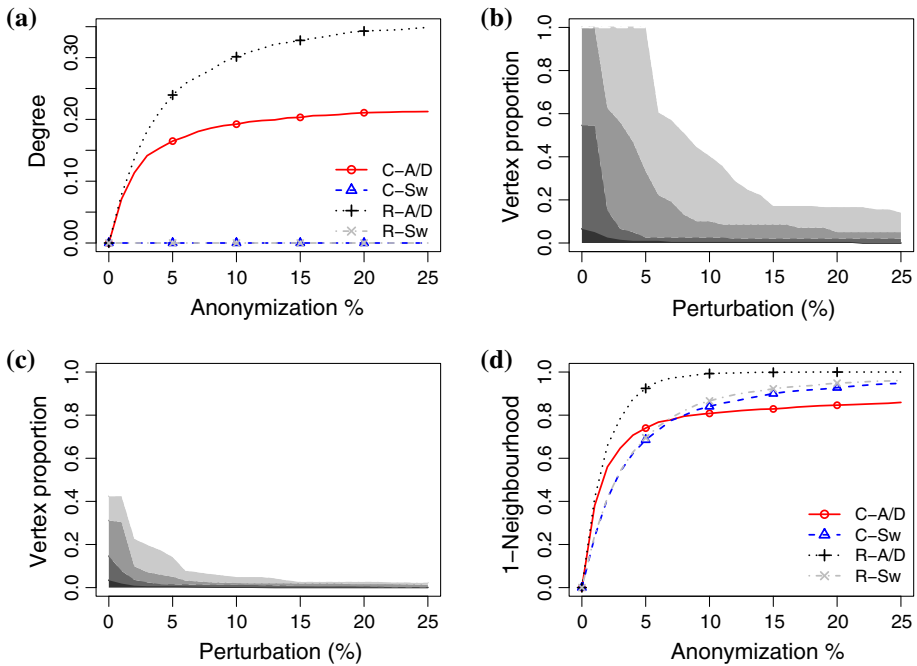 (a)
Degree
0.00 0.10 0.20 0.30
C−A/D
C−Sw
R−A/D
R−Sw
0 5 10 15 20 25
Anonymization %
(b)
Vertex proportion
0.0 0.2 0.4 0.6 0.8 1.0
0 5 10 15 20 25
Perturbation (%)
(c)
Vertex proportion
0.0 0.2 0.4 0.6 0.8 1.0
0 5 10 15 20 25
Perturbation (%)
(d)
1−Neighbourhood
0.0 0.2 0.4 0.6 0.8 1.0
C−A/D
C−Sw
R−A/D
R−Sw
0 5 10 15 20 25
Anonymization %